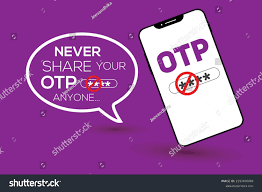 NEVER
SHARE YOUR
OTP ****
ANYONE...
OTP
****
shutterstock